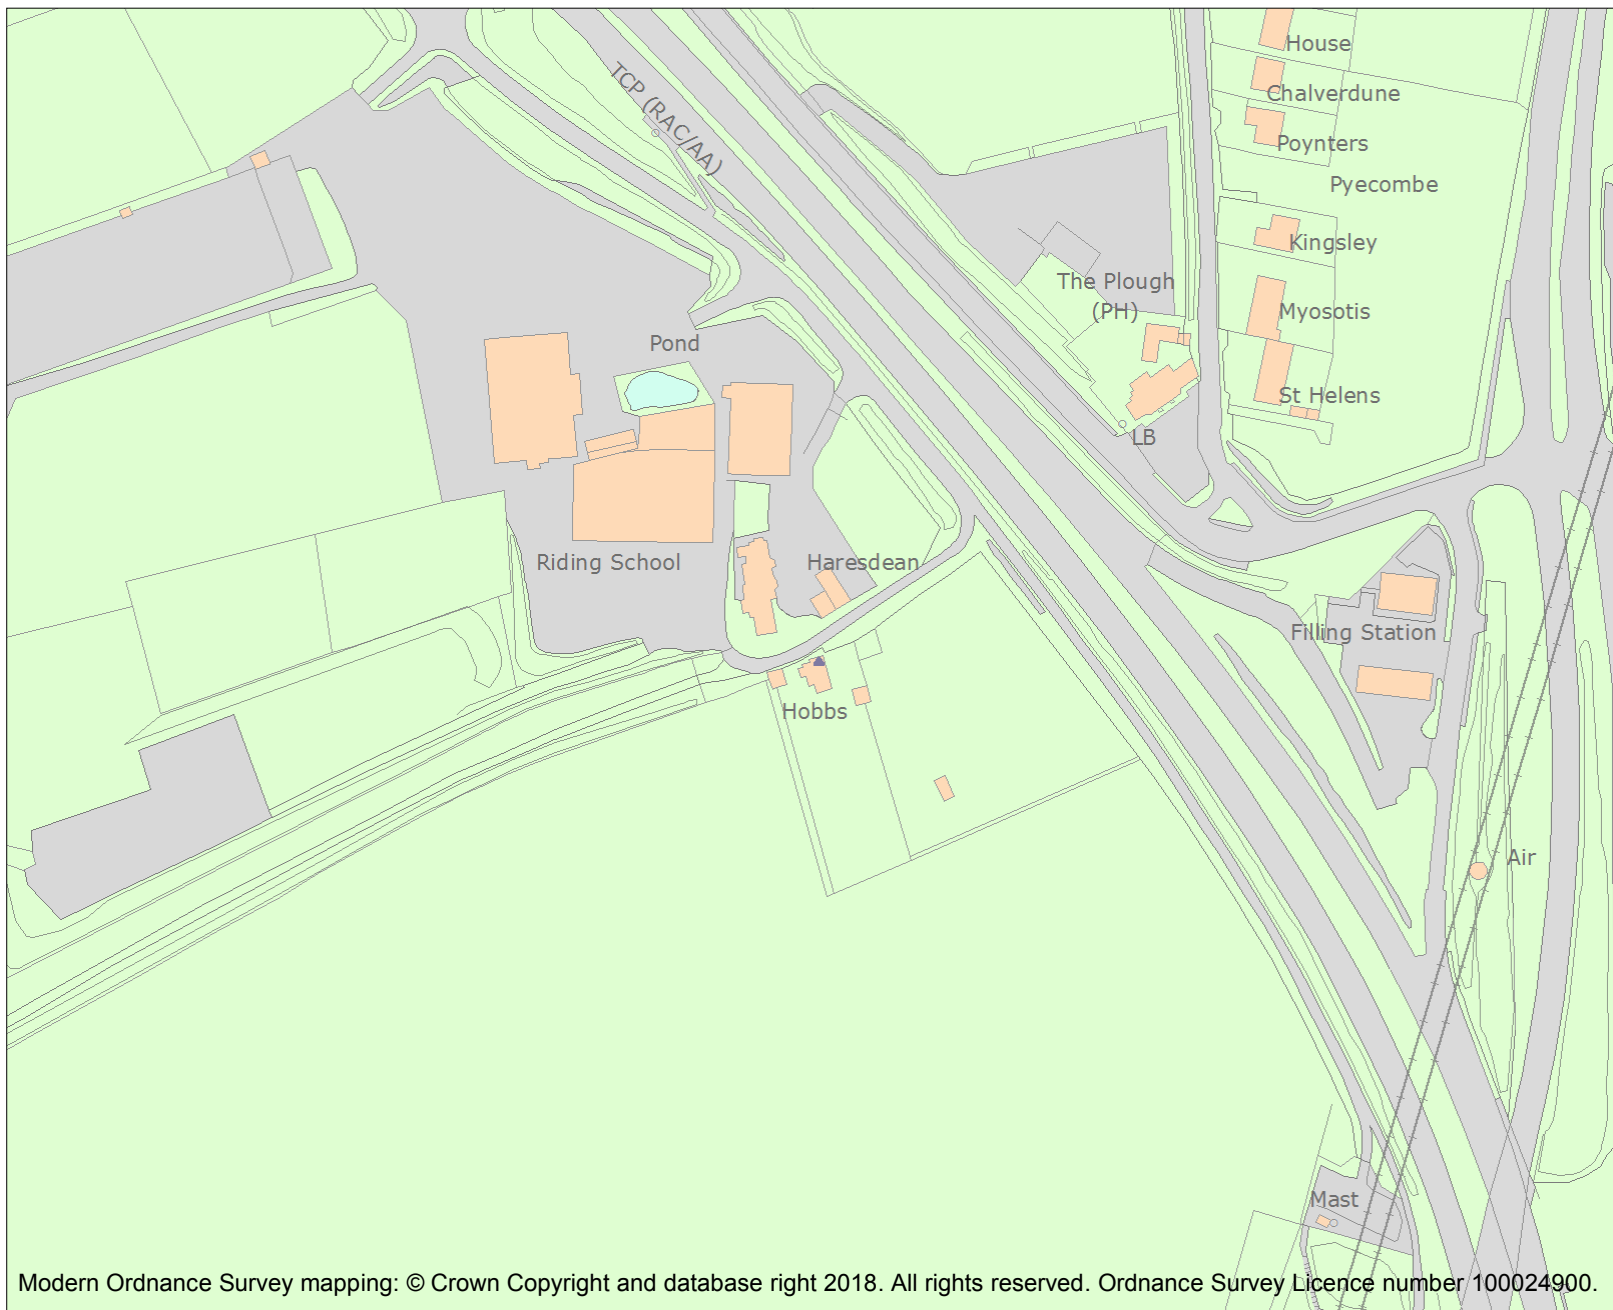 House
TCP (RAC/AA)
Chalverdune
Poynters
Pyecombe
Kingsley
The Plough
(PH)
Myosotis
Pond
St Helens
LB
Riding School
Haresdean
Filling Station
Hobbs
Air
Mast
Modern Ordnance Survey mapping: © Crown Copyright and database right 2018. All rights reserved. Ordnance Survey Licence number 100024900.